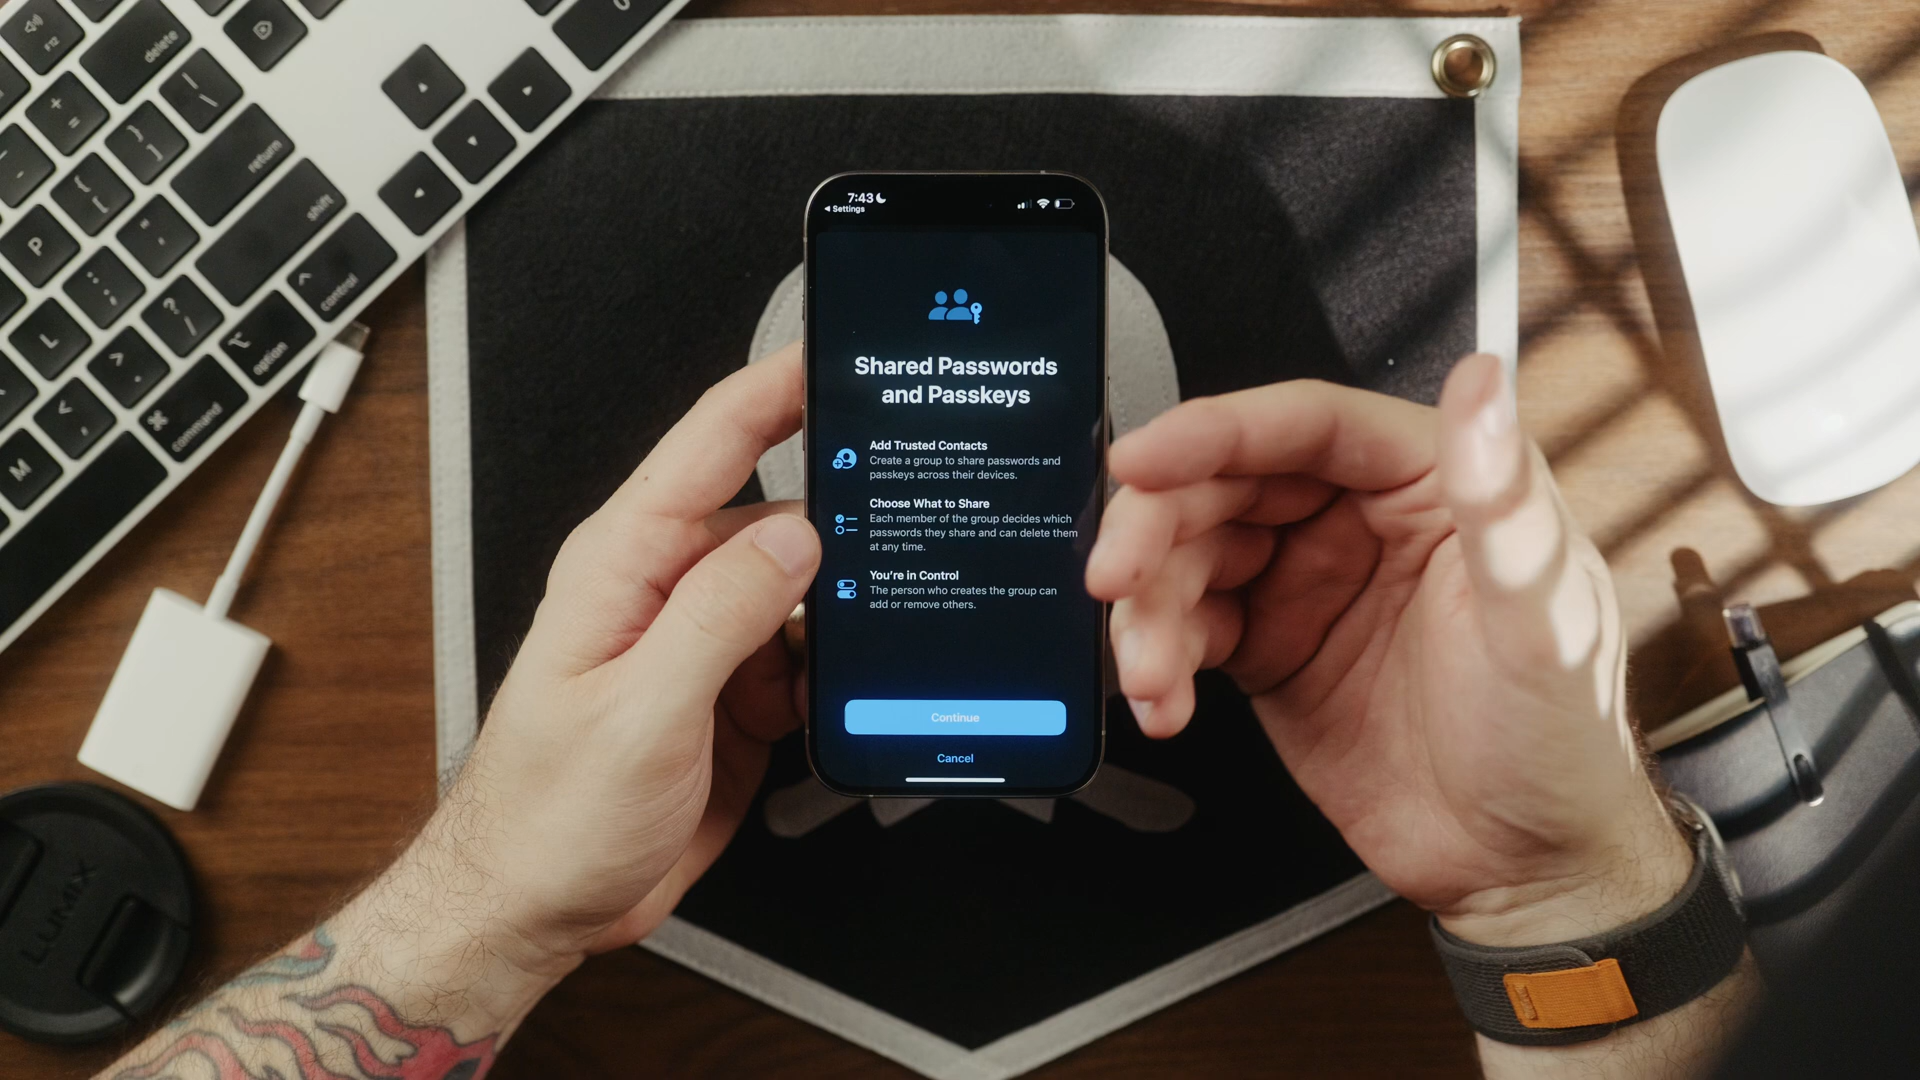 7:43
◀ Settings
Shared Passwords
and Passkeys
Add Trusted Contacts
Create a group to share passwords and
passkeys across their devices.
Choose What to Share
Each member of the group decides which
passwords they share and can delete them
at any time.
You're in Control
The person who creates the group can
add or remove others.
Continue
Cancel
F12
delete
+
=
|
\
}
]
return
{
[
P
"
'
shift
:
;
L
?
/
control
>
.
option
<
,
⌘
command
M
LUMIX